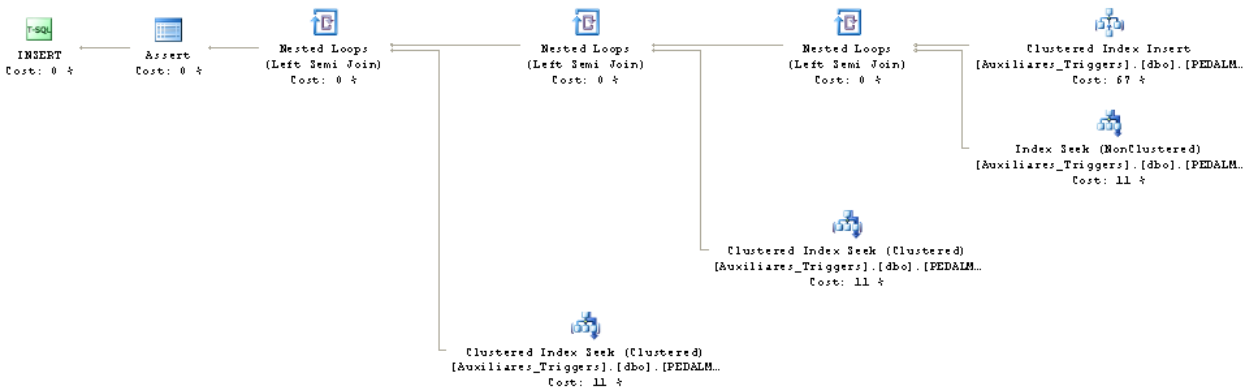 T-SQL
INSERT
Cost: 0 %
Assert
Cost: 0 %
Nested Loops
(Left Semi Join)
Cost: 0 %
Nested Loops
(Left Semi Join)
Cost: 0 %
Nested Loops
(Left Semi Join)
Cost: 0 %
Clustered Index Insert
[Auxiliares_Triggers].[dbo].[PEDALM…
Cost: 67 %
Index Seek (NonClustered)
[Auxiliares_Triggers].[dbo].[PEDALM…
Cost: 11 %
Clustered Index Seek (Clustered)
[Auxiliares_Triggers].[dbo].[PEDALM…
Cost: 11 %
Clustered Index Seek (Clustered)
[Auxiliares_Triggers].[dbo].[PEDALM…
Cost: 11 %